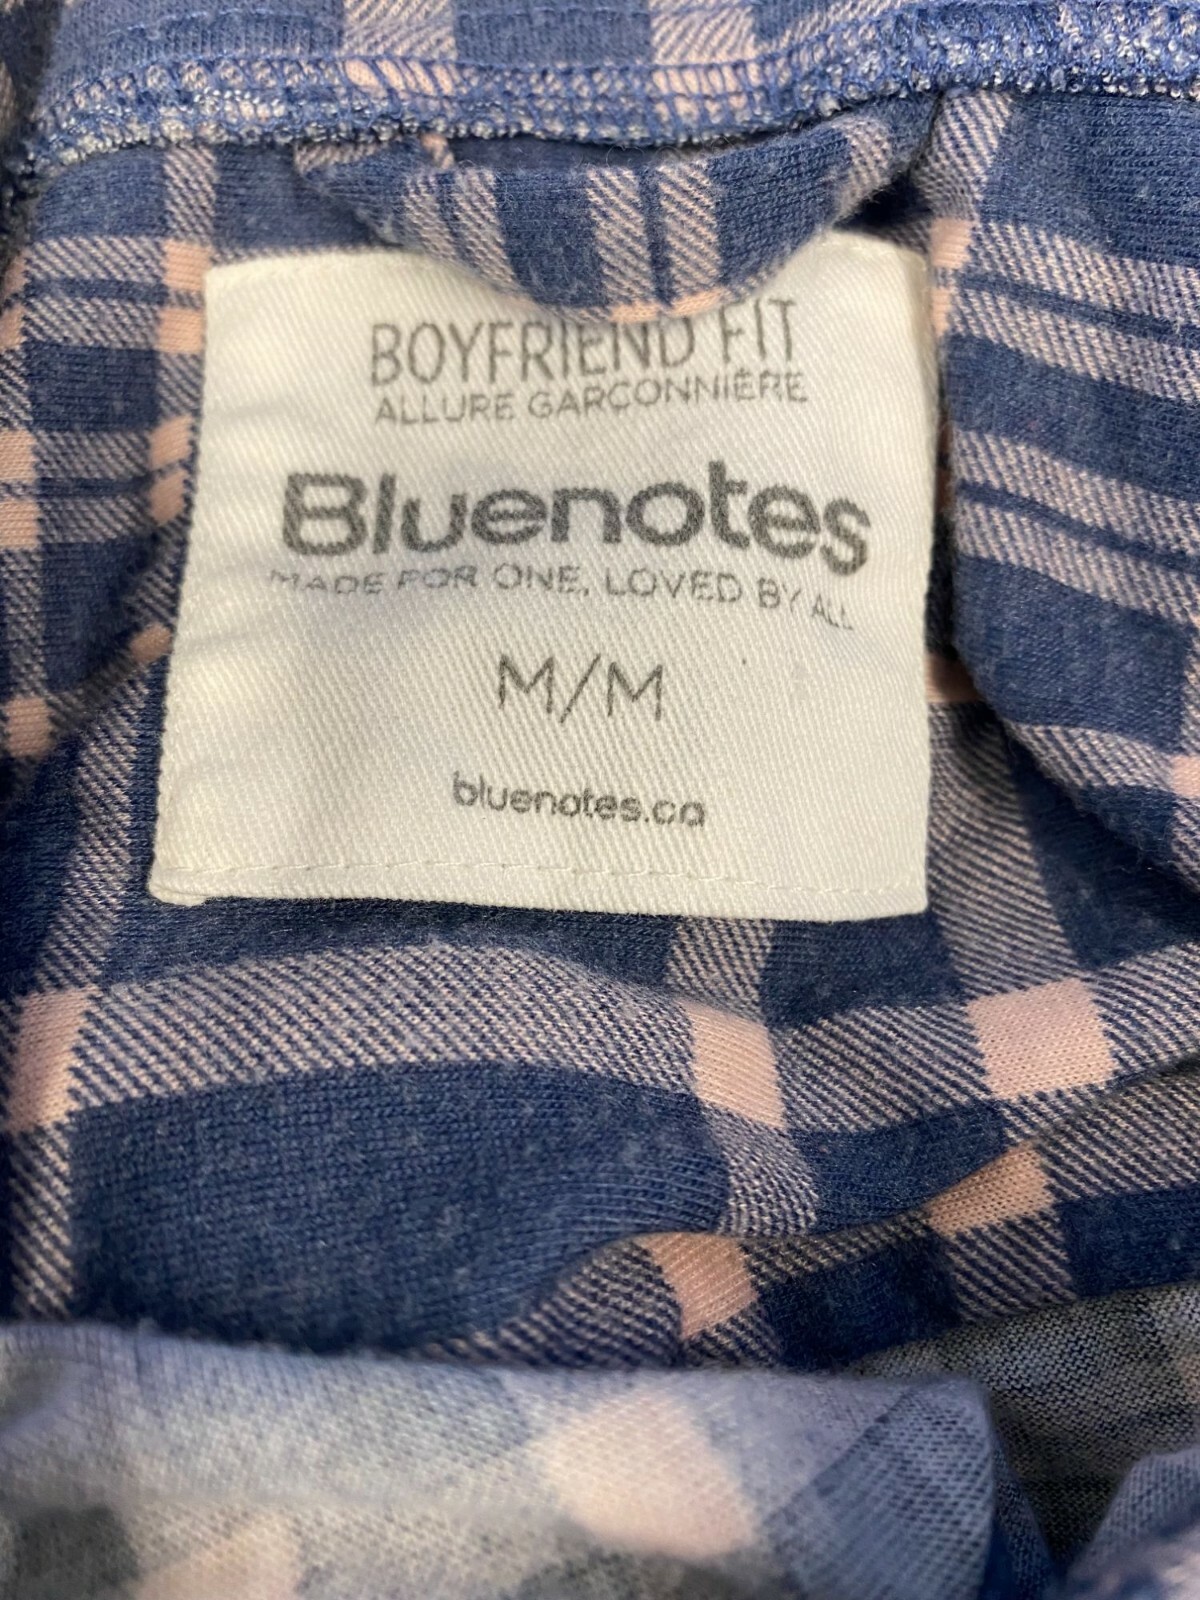 BOYFRIEND FIT
ALLURE GARÇONNIÈRE
Bluenotes
MADE FOR ONE, LOVED BY ALL
M/M
bluenotes.ca